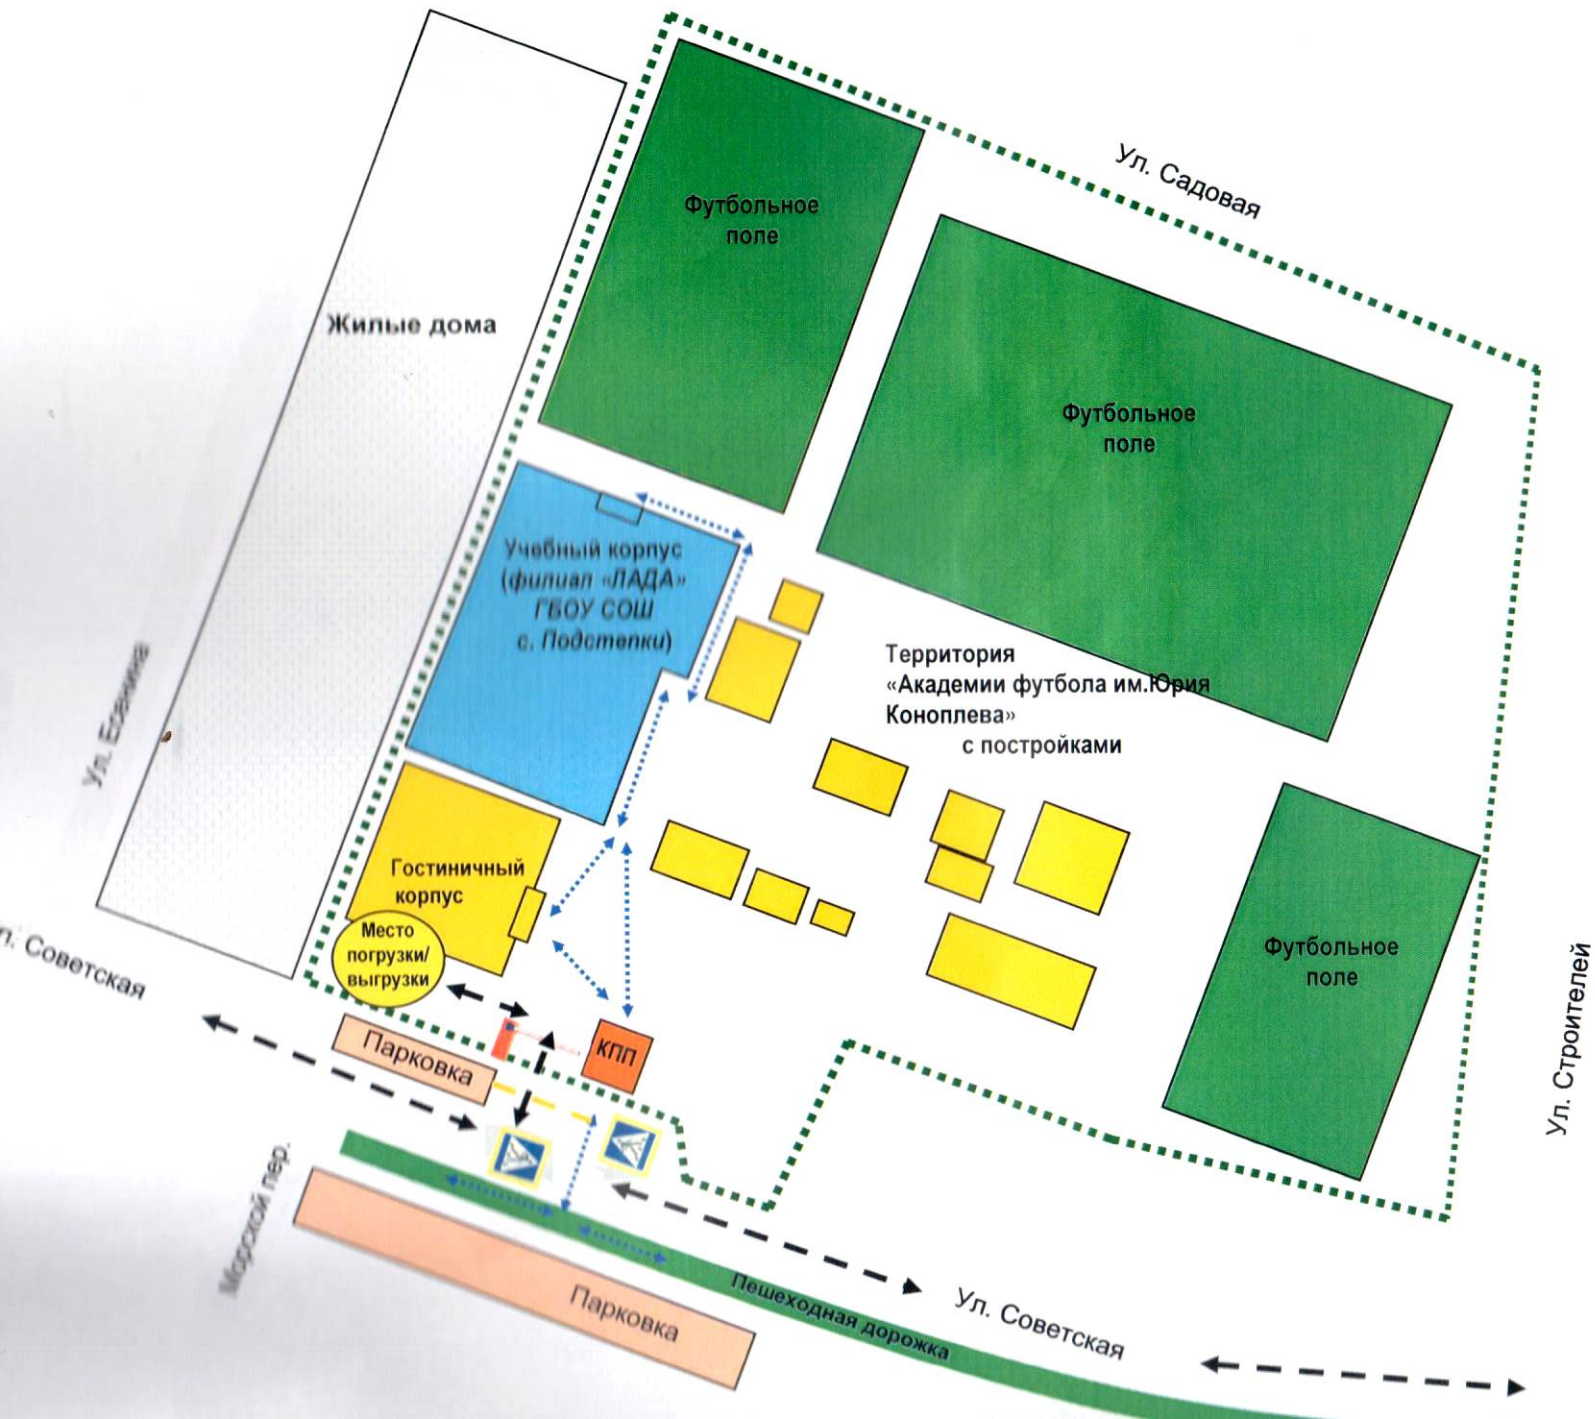 Ул. Садовая
Футбольное
поле
Жилые дома
Футбольное
поле
Учебный корпус
(филиал «ЛАДА»
ГБОУ СОШ
с. Подстепки)
Территория
«Академии футбола им.Юрия
Коноплева»
с постройками
Гостиничный
корпус
Место
погрузки/
выгрузки
Футбольное
поле
Ул.
Советская
Ул. Строителей
КПП
Парковка
Морской пер.
Парковка
Пешеходная дорожка
Ул. Советская